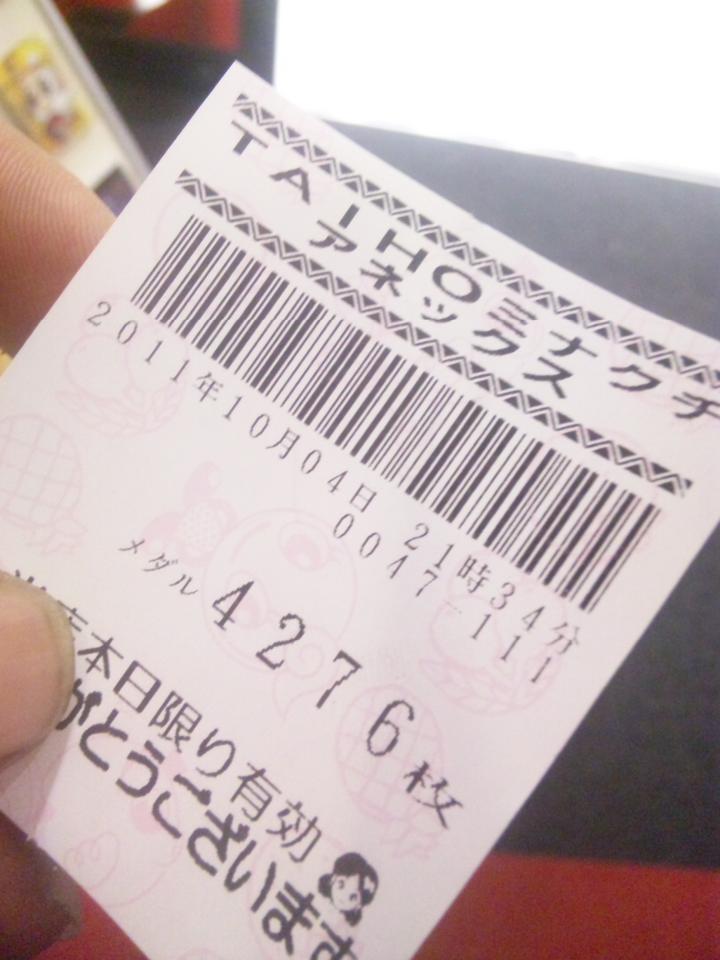 TAIHOミナクチ
アネックス
2011年10月04日 21時34分
0047-111
メダル 4276枚
本日限り有効
がとうございます